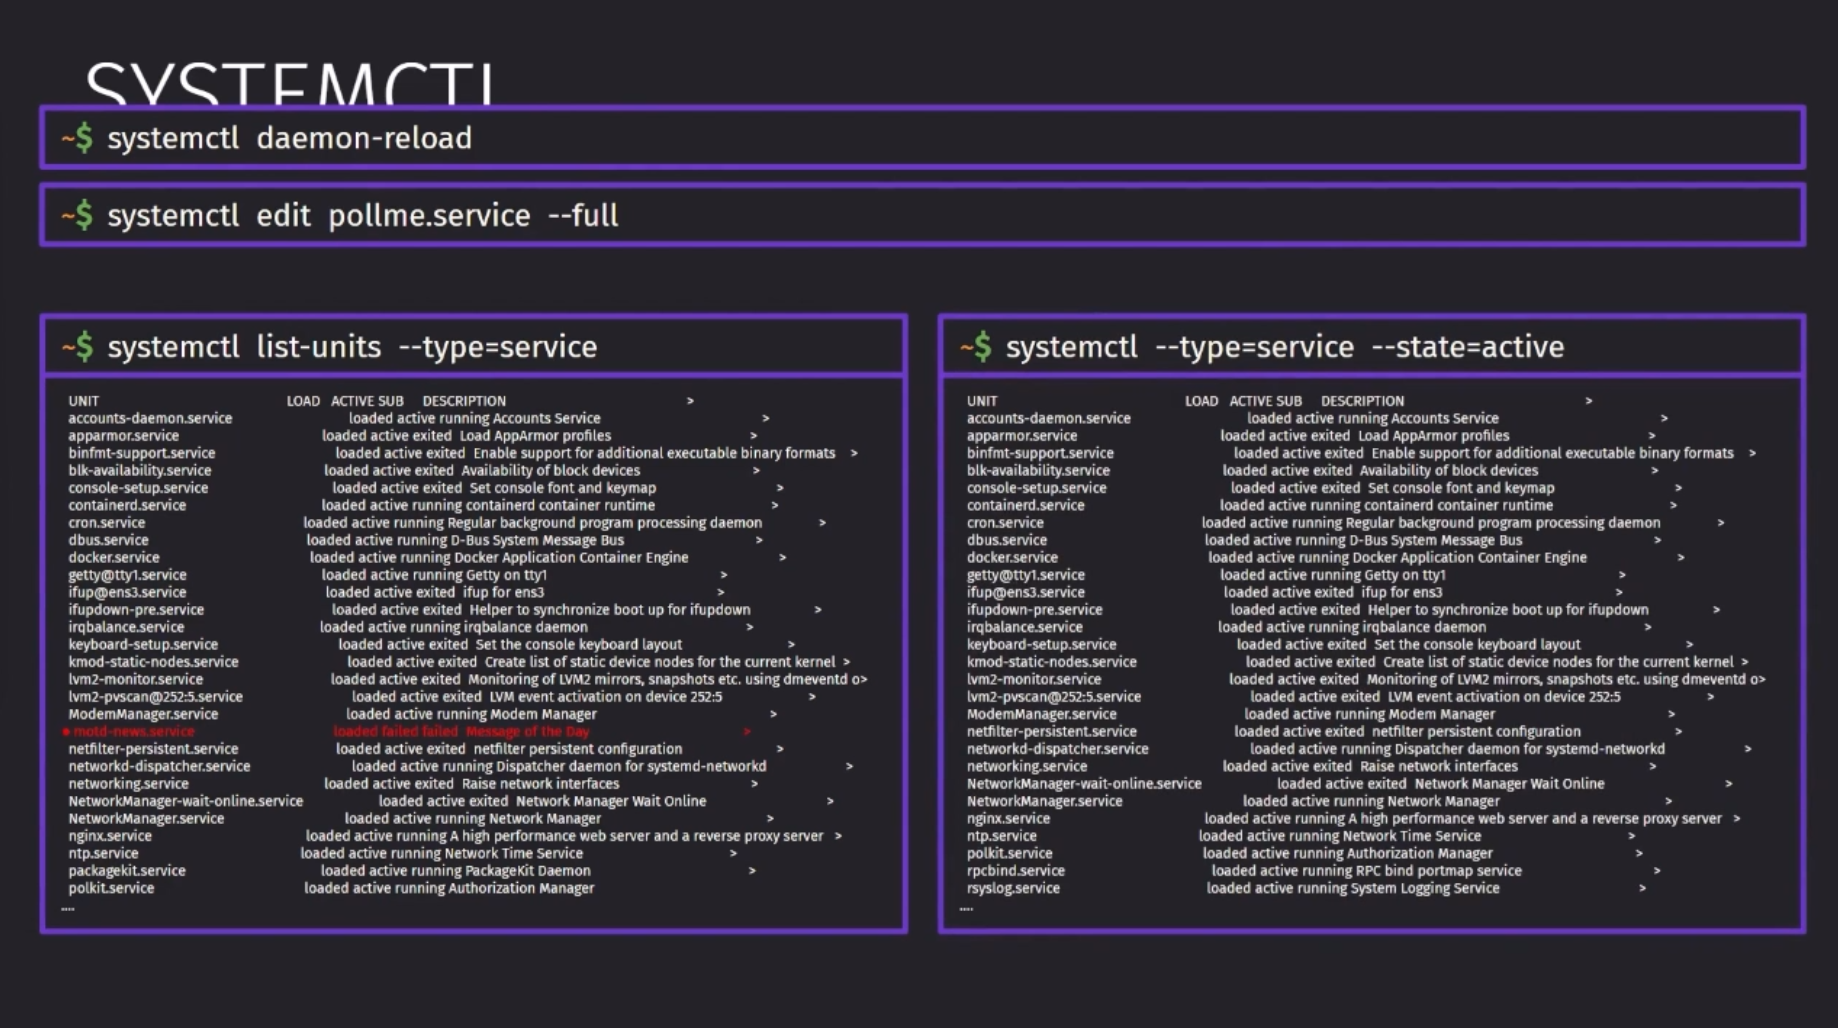 SYSTEMCTL
~$ systemctl daemon-reload
~$ systemctl edit pollme.service --full
~$ systemctl list-units --type=service
UNIT LOAD ACTIVE SUB DESCRIPTION >
accounts-daemon.service loaded active running Accounts Service >
apparmor.service loaded active exited Load AppArmor profiles >
binfmt-support.service loaded active exited Enable support for additional executable binary formats >
blk-availability.service loaded active exited Availability of block devices >
console-setup.service loaded active exited Set console font and keymap >
containerd.service loaded active running containerd container runtime >
cron.service loaded active running Regular background program processing daemon >
dbus.service loaded active running D-Bus System Message Bus >
docker.service loaded active running Docker Application Container Engine >
getty@tty1.service loaded active running Getty on tty1 >
ifup@ens3.service loaded active exited ifup for ens3 >
ifupdown-pre.service loaded active exited Helper to synchronize boot up for ifupdown >
irqbalance.service loaded active running irqbalance daemon >
keyboard-setup.service loaded active exited Set the console keyboard layout >
kmod-static-nodes.service loaded active exited Create list of static device nodes for the current kernel >
lvm2-monitor.service loaded active exited Monitoring of LVM2 mirrors, snapshots etc. using dmeventd o>
lvm2-pvscan@252:5.service loaded active exited LVM event activation on device 252:5 >
ModemManager.service loaded active running Modem Manager >
● motd-news.service loaded failed failed Message of the Day >
netfilter-persistent.service loaded active exited netfilter persistent configuration >
networkd-dispatcher.service loaded active running Dispatcher daemon for systemd-networkd >
networking.service loaded active exited Raise network interfaces >
NetworkManager-wait-online.service loaded active exited Network Manager Wait Online >
NetworkManager.service loaded active running Network Manager >
nginx.service loaded active running A high performance web server and a reverse proxy server >
ntp.service loaded active running Network Time Service >
packagekit.service loaded active running PackageKit Daemon >
polkit.service loaded active running Authorization Manager
....
~$ systemctl --type=service --state=active
UNIT LOAD ACTIVE SUB DESCRIPTION >
accounts-daemon.service loaded active running Accounts Service >
apparmor.service loaded active exited Load AppArmor profiles >
binfmt-support.service loaded active exited Enable support for additional executable binary formats >
blk-availability.service loaded active exited Availability of block devices >
console-setup.service loaded active exited Set console font and keymap >
containerd.service loaded active running containerd container runtime >
cron.service loaded active running Regular background program processing daemon >
dbus.service loaded active running D-Bus System Message Bus >
docker.service loaded active running Docker Application Container Engine >
getty@tty1.service loaded active running Getty on tty1 >
ifup@ens3.service loaded active exited ifup for ens3 >
ifupdown-pre.service loaded active exited Helper to synchronize boot up for ifupdown >
irqbalance.service loaded active running irqbalance daemon >
keyboard-setup.service loaded active exited Set the console keyboard layout >
kmod-static-nodes.service loaded active exited Create list of static device nodes for the current kernel >
lvm2-monitor.service loaded active exited Monitoring of LVM2 mirrors, snapshots etc. using dmeventd o>
lvm2-pvscan@252:5.service loaded active exited LVM event activation on device 252:5 >
ModemManager.service loaded active running Modem Manager >
netfilter-persistent.service loaded active exited netfilter persistent configuration >
networkd-dispatcher.service loaded active running Dispatcher daemon for systemd-networkd >
networking.service loaded active exited Raise network interfaces >
NetworkManager-wait-online.service loaded active exited Network Manager Wait Online >
NetworkManager.service loaded active running Network Manager >
nginx.service loaded active running A high performance web server and a reverse proxy server >
ntp.service loaded active running Network Time Service >
polkit.service loaded active running Authorization Manager >
rpcbind.service loaded active running RPC bind portmap service >
rsyslog.service loaded active running System Logging Service >
....